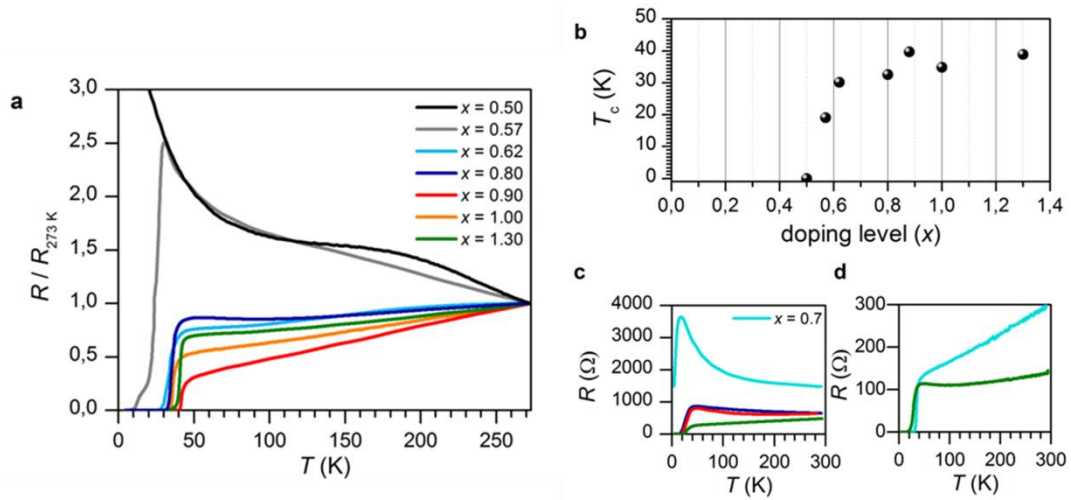 a
3,0
2,5
2,0
1,5
1,0
0,5
0,0
R / R273 K
0 50 100 150 200 250
T (K)
x = 0.50
x = 0.57
x = 0.62
x = 0.80
x = 0.90
x = 1.00
x = 1.30
b
50
40
30
20
10
0
Tc (K)
0,0 0,2 0,4 0,6 0,8 1,0 1,2 1,4
doping level (x)
c
4000
3000
2000
1000
0
R (Ω)
x = 0.7
0 100 200 300
T (K)
d
300
200
100
0
R (Ω)
0 100 200 300
T (K)